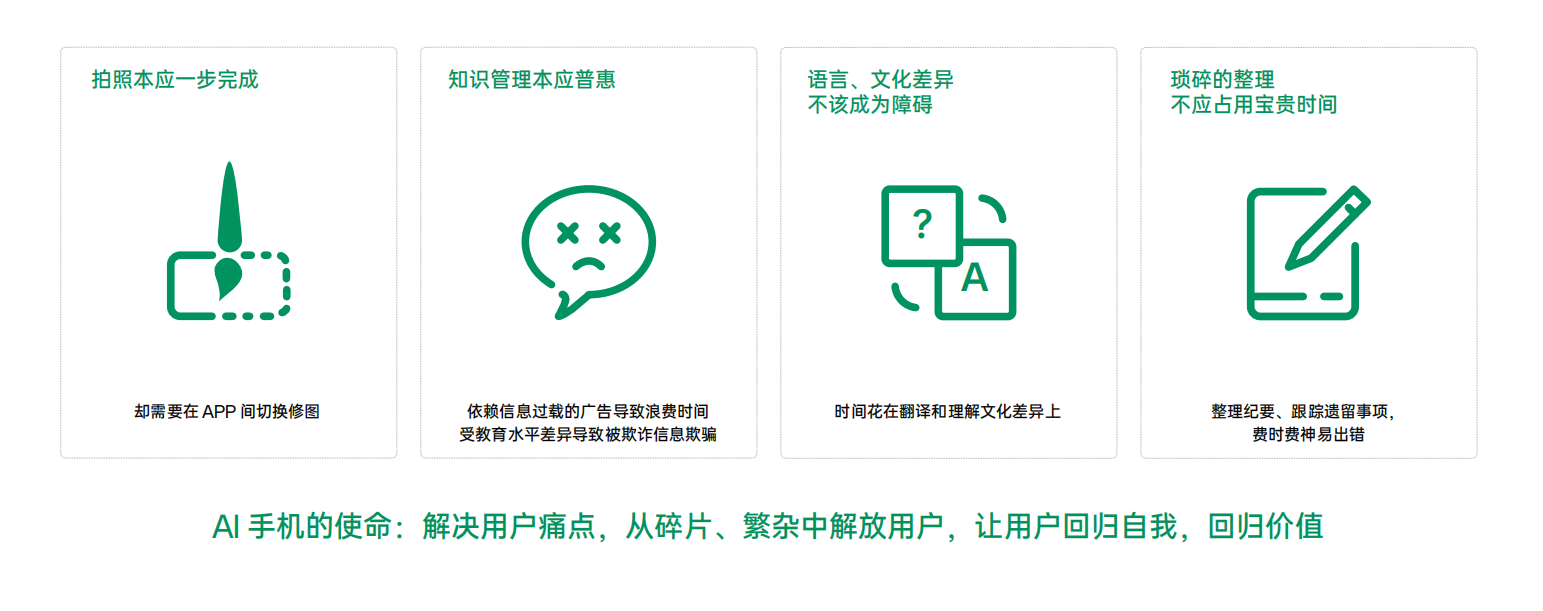 拍照本应一步完成
却需要在 APP 间切换修图
知识管理本应普惠
依赖信息过载的广告导致浪费时间
受教育水平差异导致被欺诈信息欺骗
语言、文化差异
不该成为障碍
?
A
时间花在翻译和理解文化差异上
琐碎的整理
不应占用宝贵时间
整理纪要、跟踪遗留事项，
费时费神易出错
AI 手机的使命：解决用户痛点，从碎片、繁杂中解放用户，让用户回归自我，回归价值